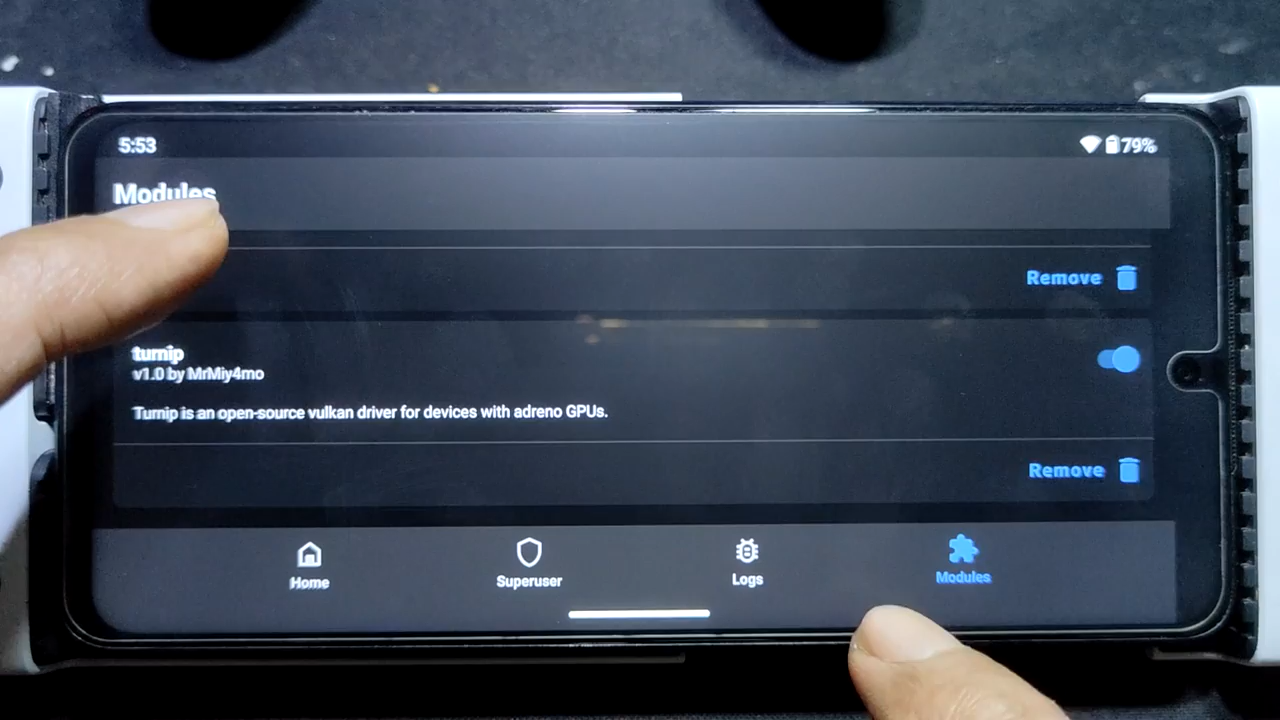 5:53
79%
Modules
Remove
turnip
v1.0 by MrMiy4mo
Turnip is an open-source vulkan driver for devices with adreno GPUs.
Remove
Home
Superuser
Logs
Modules